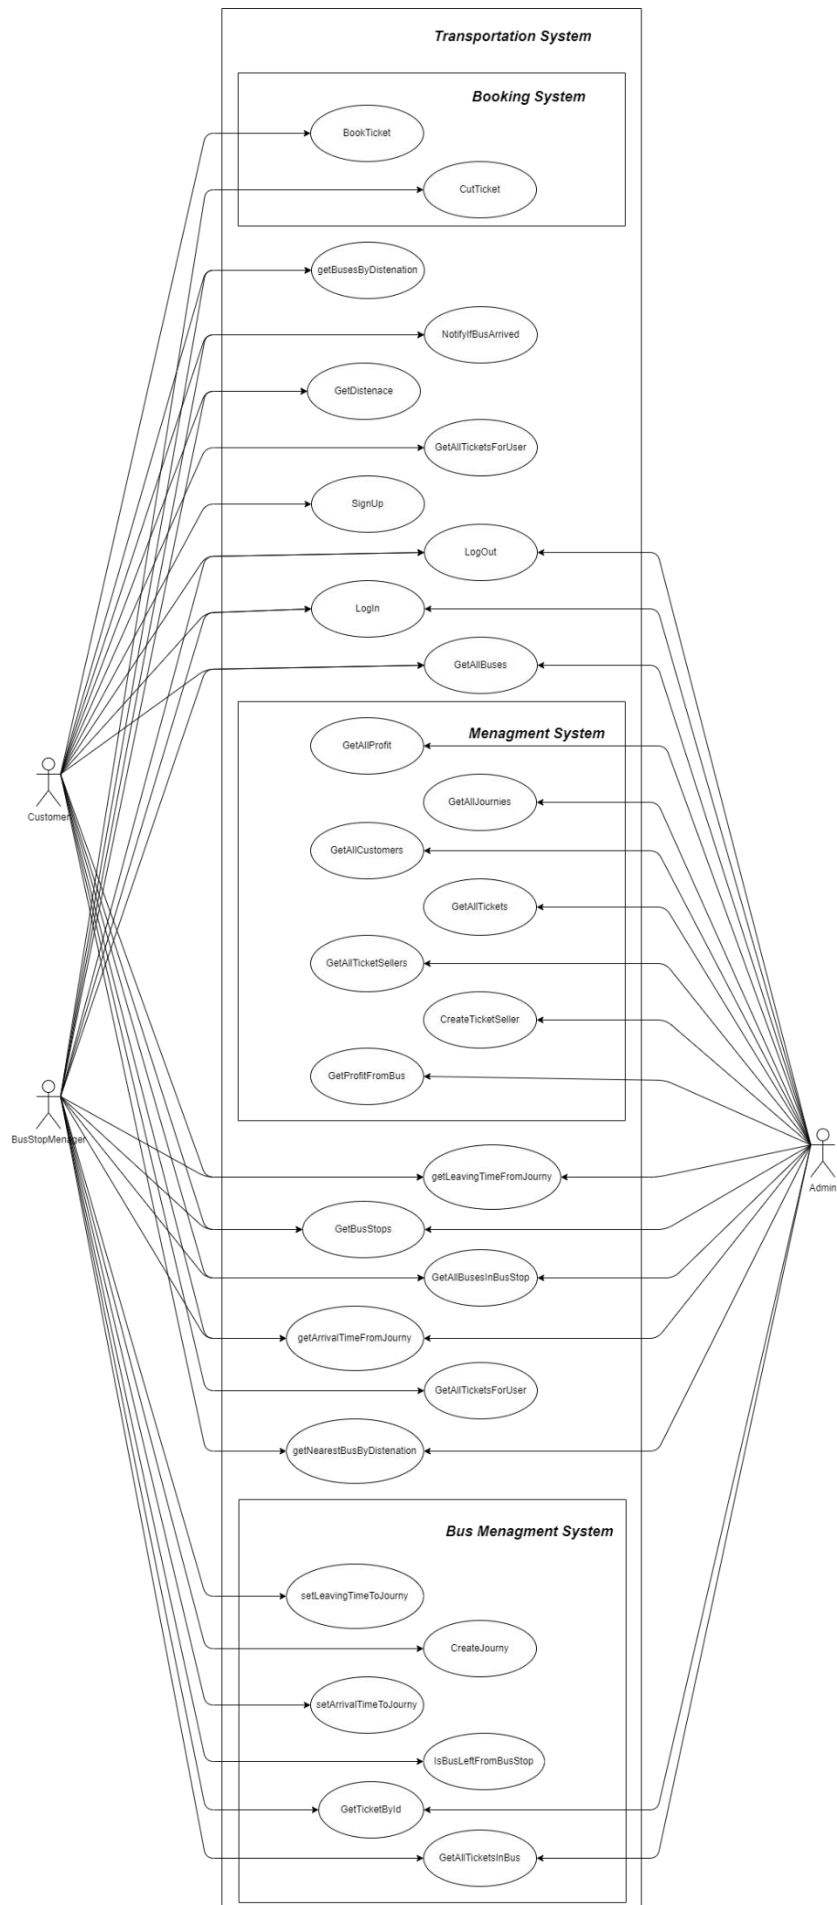 Transportation System
Booking System
BookTicket
CutTicket
getBusesByDistenation
NotifyIfBusArrived
GetDistenace
GetAllTicketsForUser
SignUp
LogOut
LogIn
GetAllBuses
Menagment System
GetAllProfit
GetAllJournies
Customer
GetAllCustomers
GetAllTickets
GetAllTicketSellers
CreateTicketSeller
GetProfitFromBus
BusStopMenager
Admin
getLeavingTimeFromJourny
GetBusStops
GetAllBusesInBusStop
getArrivalTimeFromJourny
GetAllTicketsForUser
getNearestBusByDistenation
Bus Menagment System
setLeavingTimeToJourny
CreateJourny
setArrivalTimeToJourny
IsBusLeftFromBusStop
GetTicketById
GetAllTicketsInBus